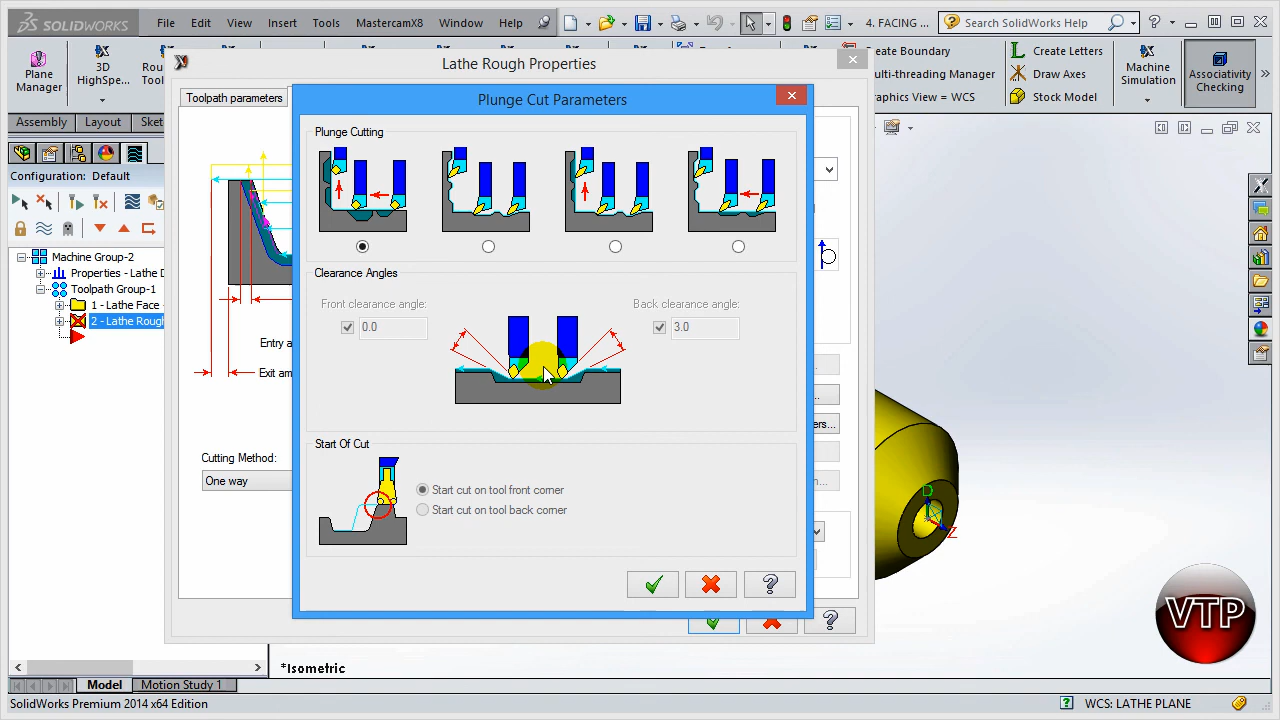 SOLIDWORKS
File Edit View Insert Tools MastercamX8 Window Help
4. FACING ...
Search SolidWorks Help
Plane Manager
3D HighSpe...
Create Letters
Machine Simulation
Associativity Checking
reate Boundary
ulti-threading Manager
Draw Axes
raphics View = WCS
Stock Model
Assembly Layout Sket
Configuration: Default
Machine Group-2
Properties - Lathe D
Toolpath Group-1
1 - Lathe Face
2 - Lathe Rough
Lathe Rough Properties
Toolpath parameters
Entry a
Exit am
Cutting Method:
One way
ers...
Plunge Cut Parameters
Plunge Cutting
Clearance Angles
Front clearance angle:
0.0
Back clearance angle:
3.0
Start Of Cut
Start cut on tool front corner
Start cut on tool back corner
D
Z
VTP
*Isometric
Model Motion Study 1
SolidWorks Premium 2014 x64 Edition
WCS: LATHE PLANE